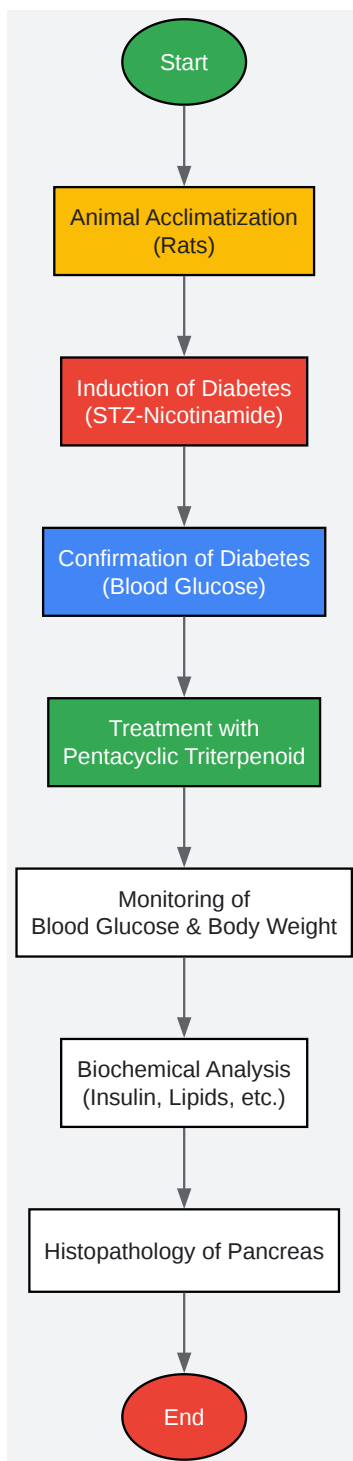 Start
Animal Acclimatization
(Rats)
Induction of Diabetes
(STZ-Nicotinamide)
Confirmation of Diabetes
(Blood Glucose)
Treatment with
Pentacyclic Triterpenoid
Monitoring of
Blood Glucose & Body Weight
Biochemical Analysis
(Insulin, Lipids, etc.)
Histopathology of Pancreas
End